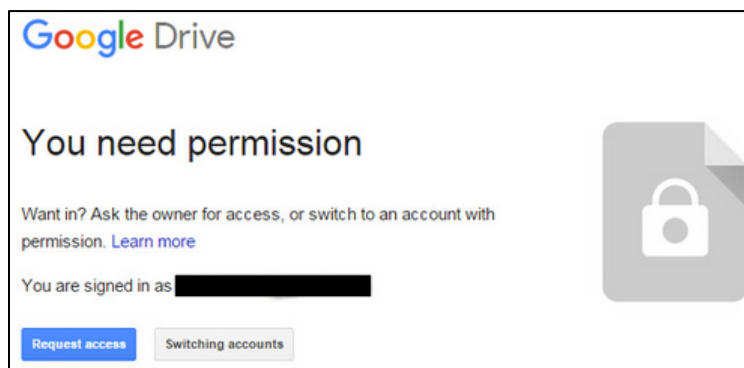 Google Drive
You need permission
Want in? Ask the owner for access, or switch to an account with
permission. Learn more
You are signed in as
Request access
Switching accounts